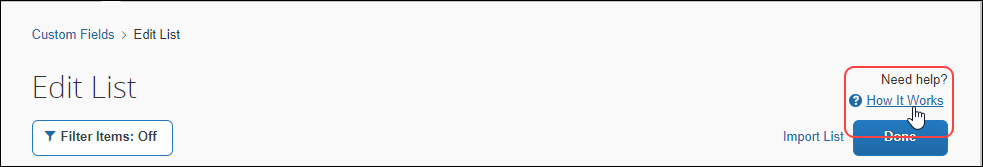 Custom Fields > Edit List
Need help?
Edit List
How It Works
Filter Items: Off
Import List
Done